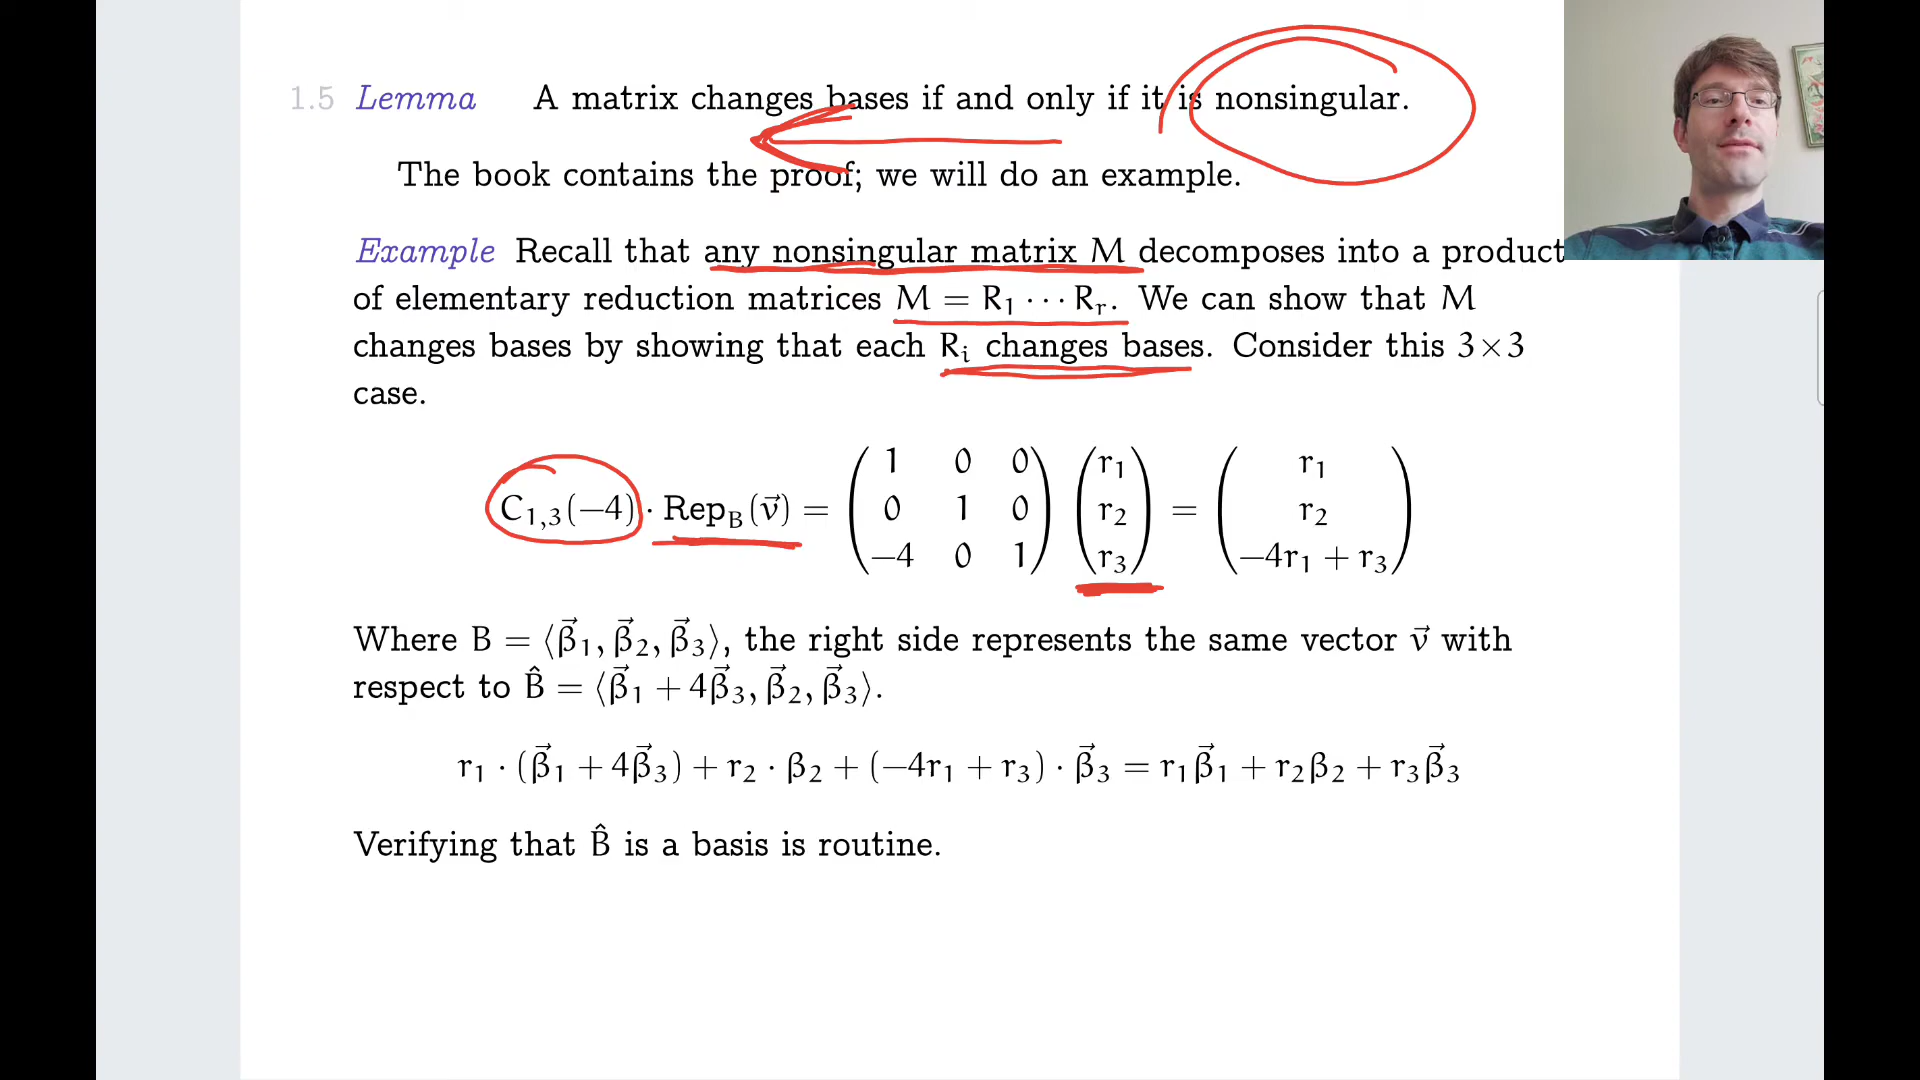 1.5 Lemma A matrix changes bases if and only if it is nonsingular.
The book contains the proof; we will do an example.
Example Recall that any nonsingular matrix M decomposes into a product
of elementary reduction matrices M = R₁ ⋯ Rᵣ. We can show that M
changes bases by showing that each Rᵢ changes bases. Consider this 3×3
case.
C₁,₃(−4) · Rep_B(v⃗) = (1 0 0; 0 1 0; −4 0 1) (r₁; r₂; r₃) = (r₁; r₂; −4r₁ + r₃)
Where B = ⟨β⃗₁, β⃗₂, β⃗₃⟩, the right side represents the same vector v⃗ with
respect to B̂ = ⟨β⃗₁ + 4β⃗₃, β⃗₂, β⃗₃⟩.
r₁ · (β⃗₁ + 4β⃗₃) + r₂ · β₂ + (−4r₁ + r₃) · β⃗₃ = r₁β⃗₁ + r₂β₂ + r₃β⃗₃
Verifying that B̂ is a basis is routine.